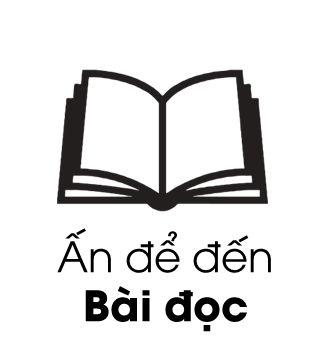 Ấn để đến
Bài đọc